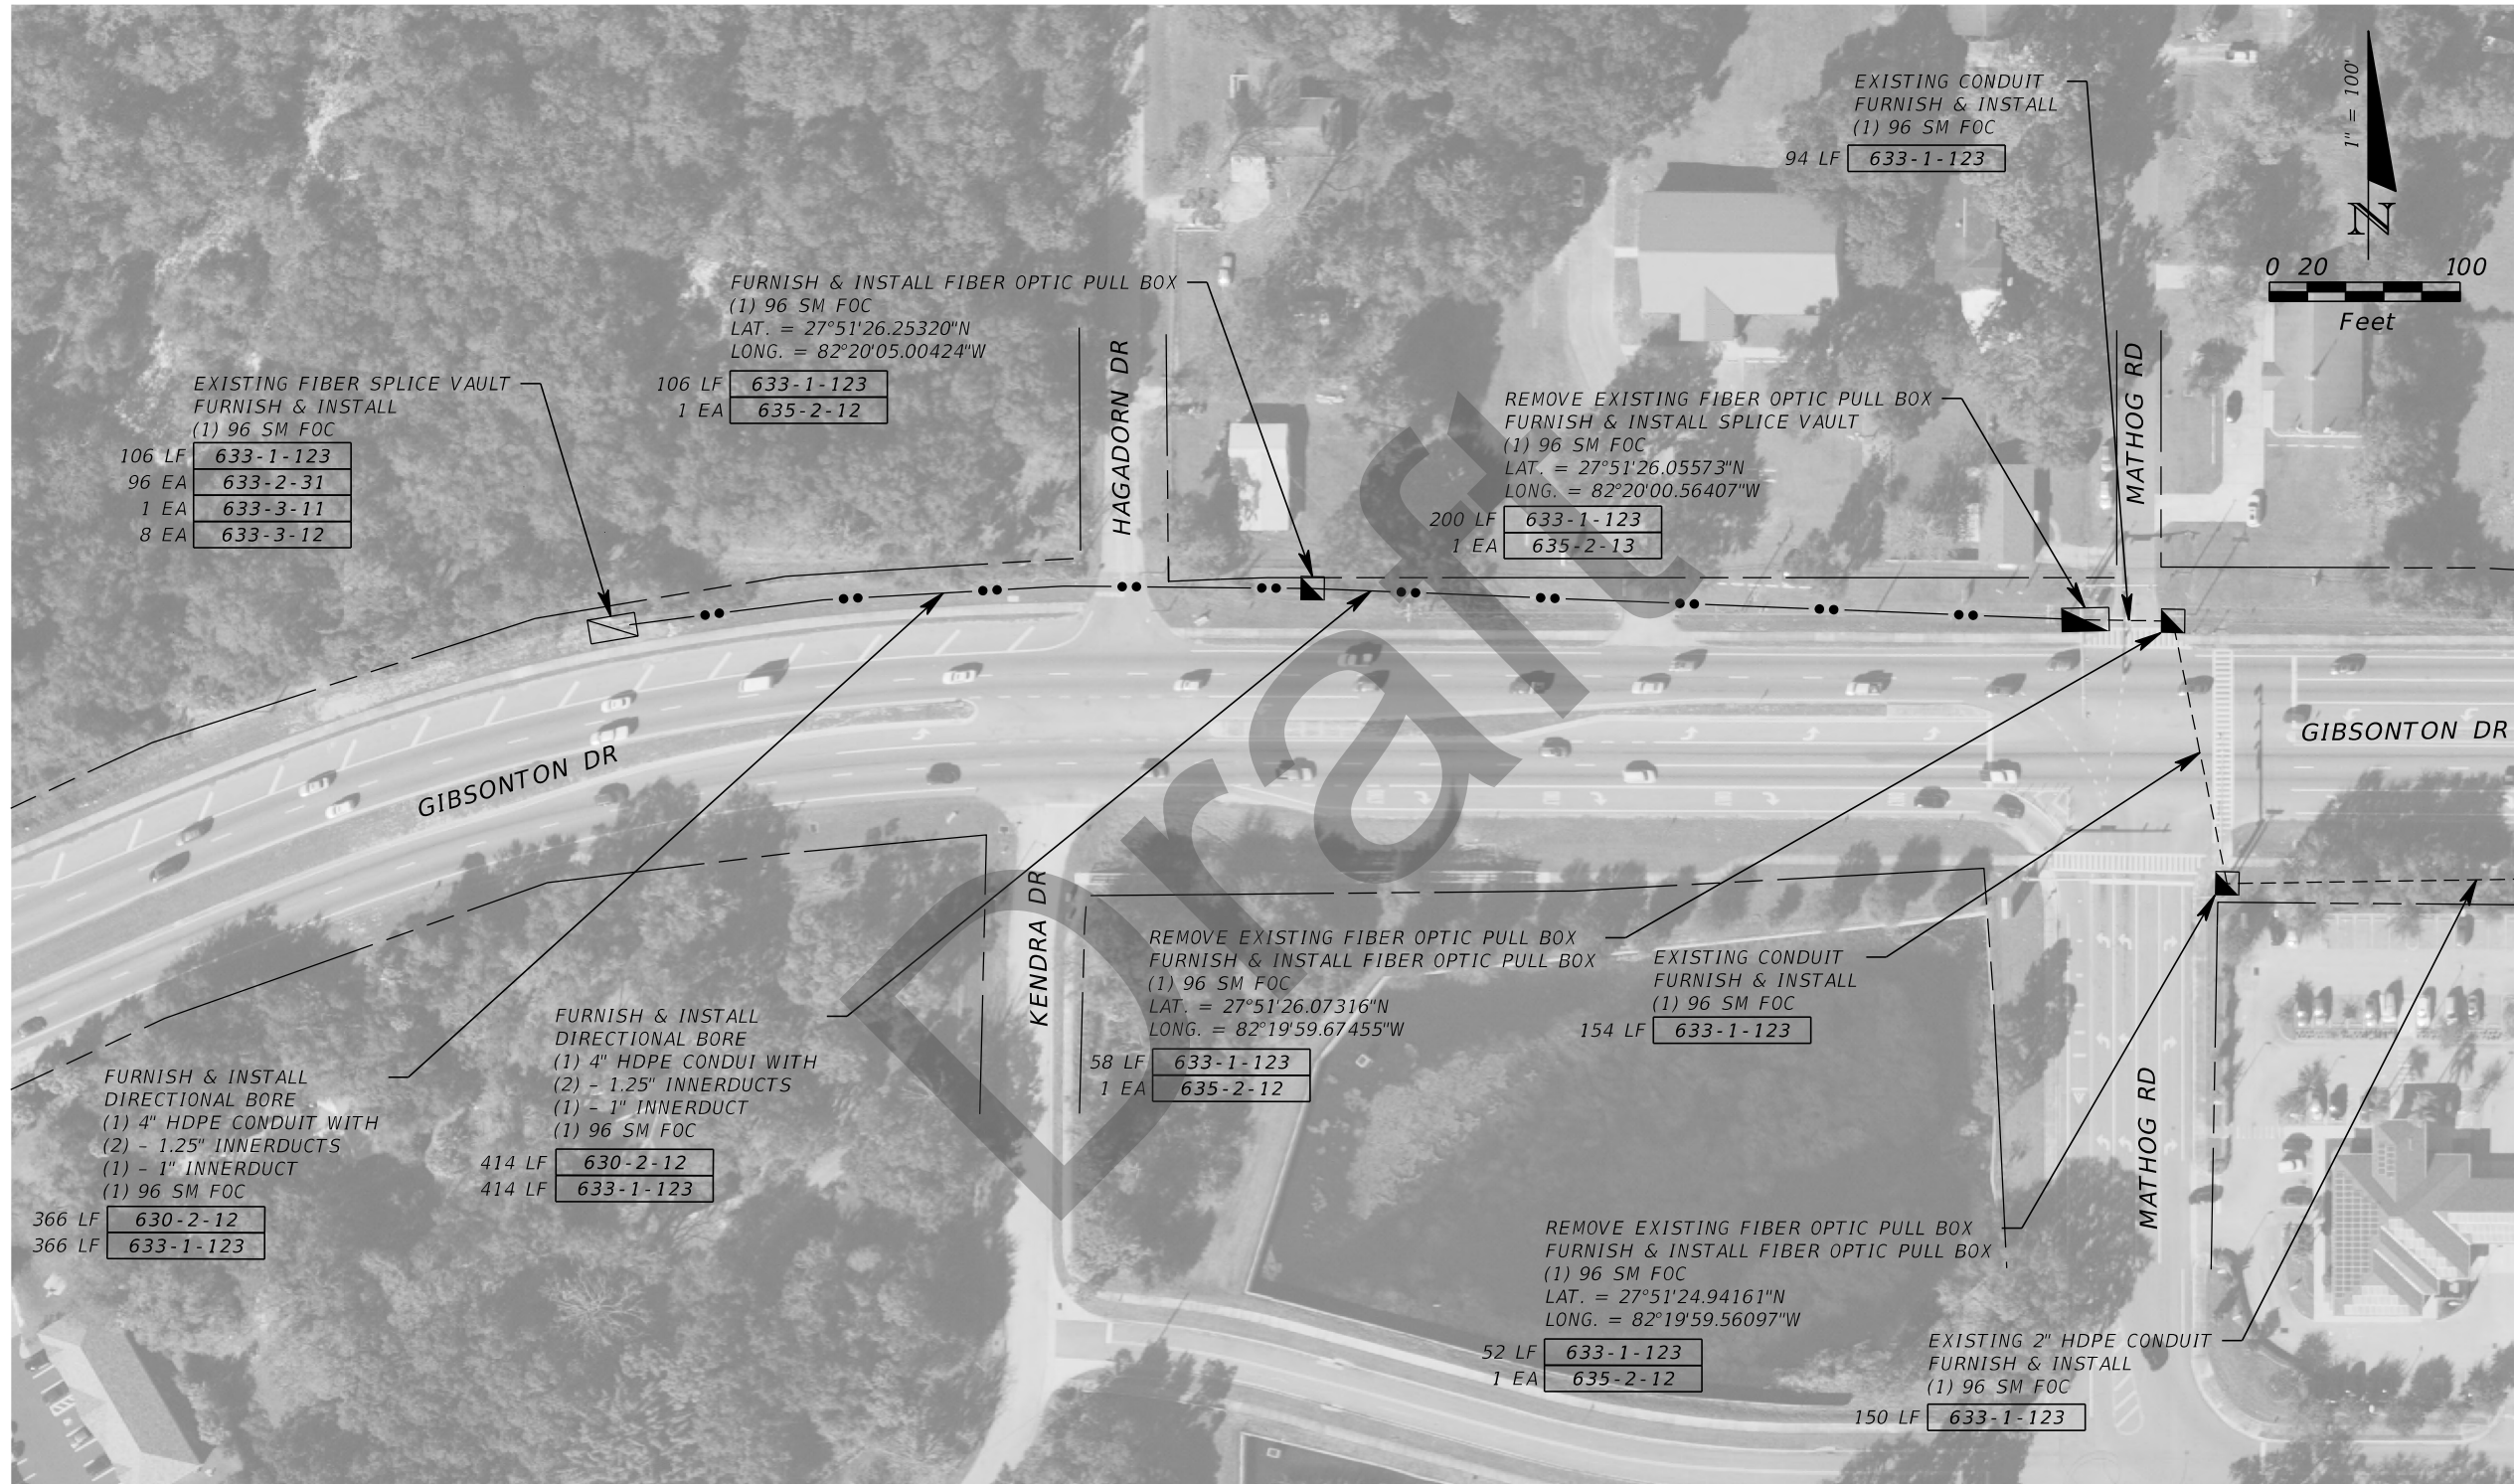 EXISTING CONDUIT
FURNISH & INSTALL
(1) 96 SM FOC
94 LF 633-1-123
1" = 100'
N
0 20 100
Feet
FURNISH & INSTALL FIBER OPTIC PULL BOX
(1) 96 SM FOC
LAT. = 27°51'26.25320"N
LONG. = 82°20'05.00424"W
106 LF 633-1-123
1 EA 635-2-12
EXISTING FIBER SPLICE VAULT
FURNISH & INSTALL
(1) 96 SM FOC
106 LF 633-1-123
96 EA 633-2-31
1 EA 633-3-11
8 EA 633-3-12
HAGADORN DR
REMOVE EXISTING FIBER OPTIC PULL BOX
FURNISH & INSTALL SPLICE VAULT
(1) 96 SM FOC
LAT. = 27°51'26.05573"N
LONG. = 82°20'00.56407"W
200 LF 633-1-123
1 EA 635-2-13
MATHOG RD
GIBSONTON DR
GIBSONTON DR
Draft
KENDRA DR
REMOVE EXISTING FIBER OPTIC PULL BOX
FURNISH & INSTALL FIBER OPTIC PULL BOX
(1) 96 SM FOC
LAT. = 27°51'26.07316"N
LONG. = 82°19'59.67455"W
58 LF 633-1-123
1 EA 635-2-12
EXISTING CONDUIT
FURNISH & INSTALL
(1) 96 SM FOC
154 LF 633-1-123
FURNISH & INSTALL
DIRECTIONAL BORE
(1) 4" HDPE CONDUI WITH
(2) - 1.25" INNERDUCTS
(1) - 1" INNERDUCT
(1) 96 SM FOC
414 LF 630-2-12
414 LF 633-1-123
FURNISH & INSTALL
DIRECTIONAL BORE
(1) 4" HDPE CONDUIT WITH
(2) - 1.25" INNERDUCTS
(1) - 1" INNERDUCT
(1) 96 SM FOC
366 LF 630-2-12
366 LF 633-1-123
MATHOG RD
REMOVE EXISTING FIBER OPTIC PULL BOX
FURNISH & INSTALL FIBER OPTIC PULL BOX
(1) 96 SM FOC
LAT. = 27°51'24.94161"N
LONG. = 82°19'59.56097"W
52 LF 633-1-123
1 EA 635-2-12
EXISTING 2" HDPE CONDUIT
FURNISH & INSTALL
(1) 96 SM FOC
150 LF 633-1-123